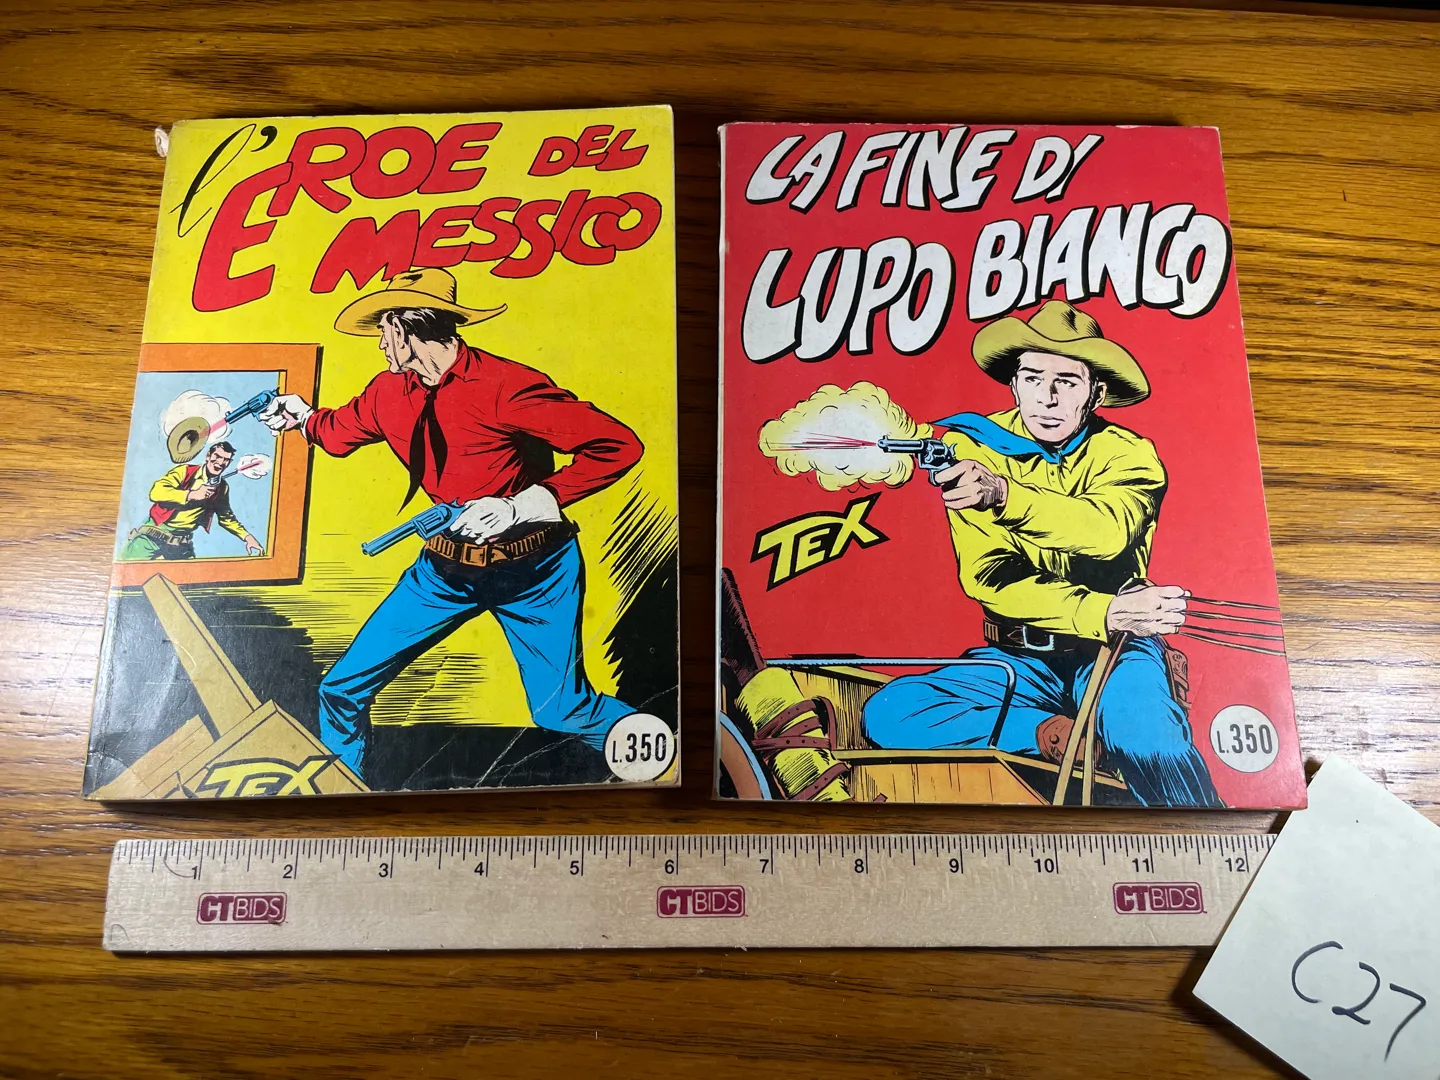 l'EROE DEL
MESSICO
TEX
L.350
LA FINE DI
LUPO BIANCO
TEX
L.350
1 2 3 4 5 6 7 8 9 10 11 12
CTBIDS CTBIDS CTBIDS
C27